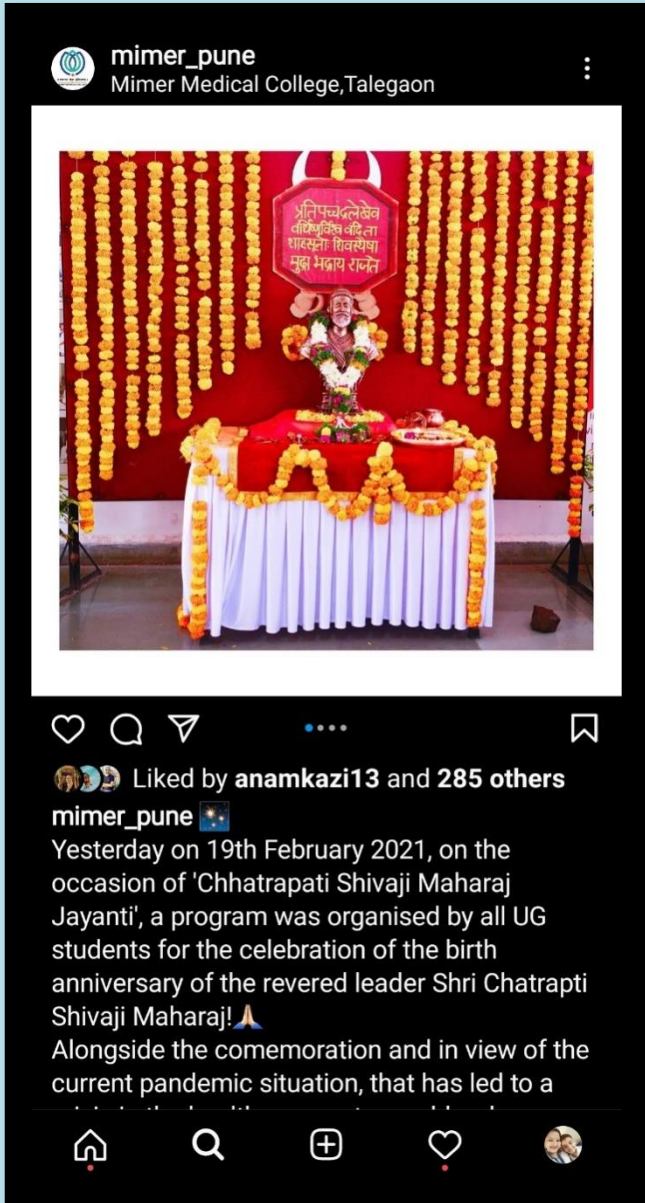 mimer_pune
Mimer Medical College,Talegaon
प्रतिपच्चंद्रलेखेव
वर्धिष्णुर्विश्व वंदिता
शाहसूनोः शिवस्यैषा
मुद्रा भद्राय राजते
Liked by anamkazi13 and 285 others
mimer_pune
Yesterday on 19th February 2021, on the
occasion of 'Chhatrapati Shivaji Maharaj
Jayanti', a program was organised by all UG
students for the celebration of the birth
anniversary of the revered leader Shri Chatrapti
Shivaji Maharaj!🙏
Alongside the comemoration and in view of the
current pandemic situation, that has led to a